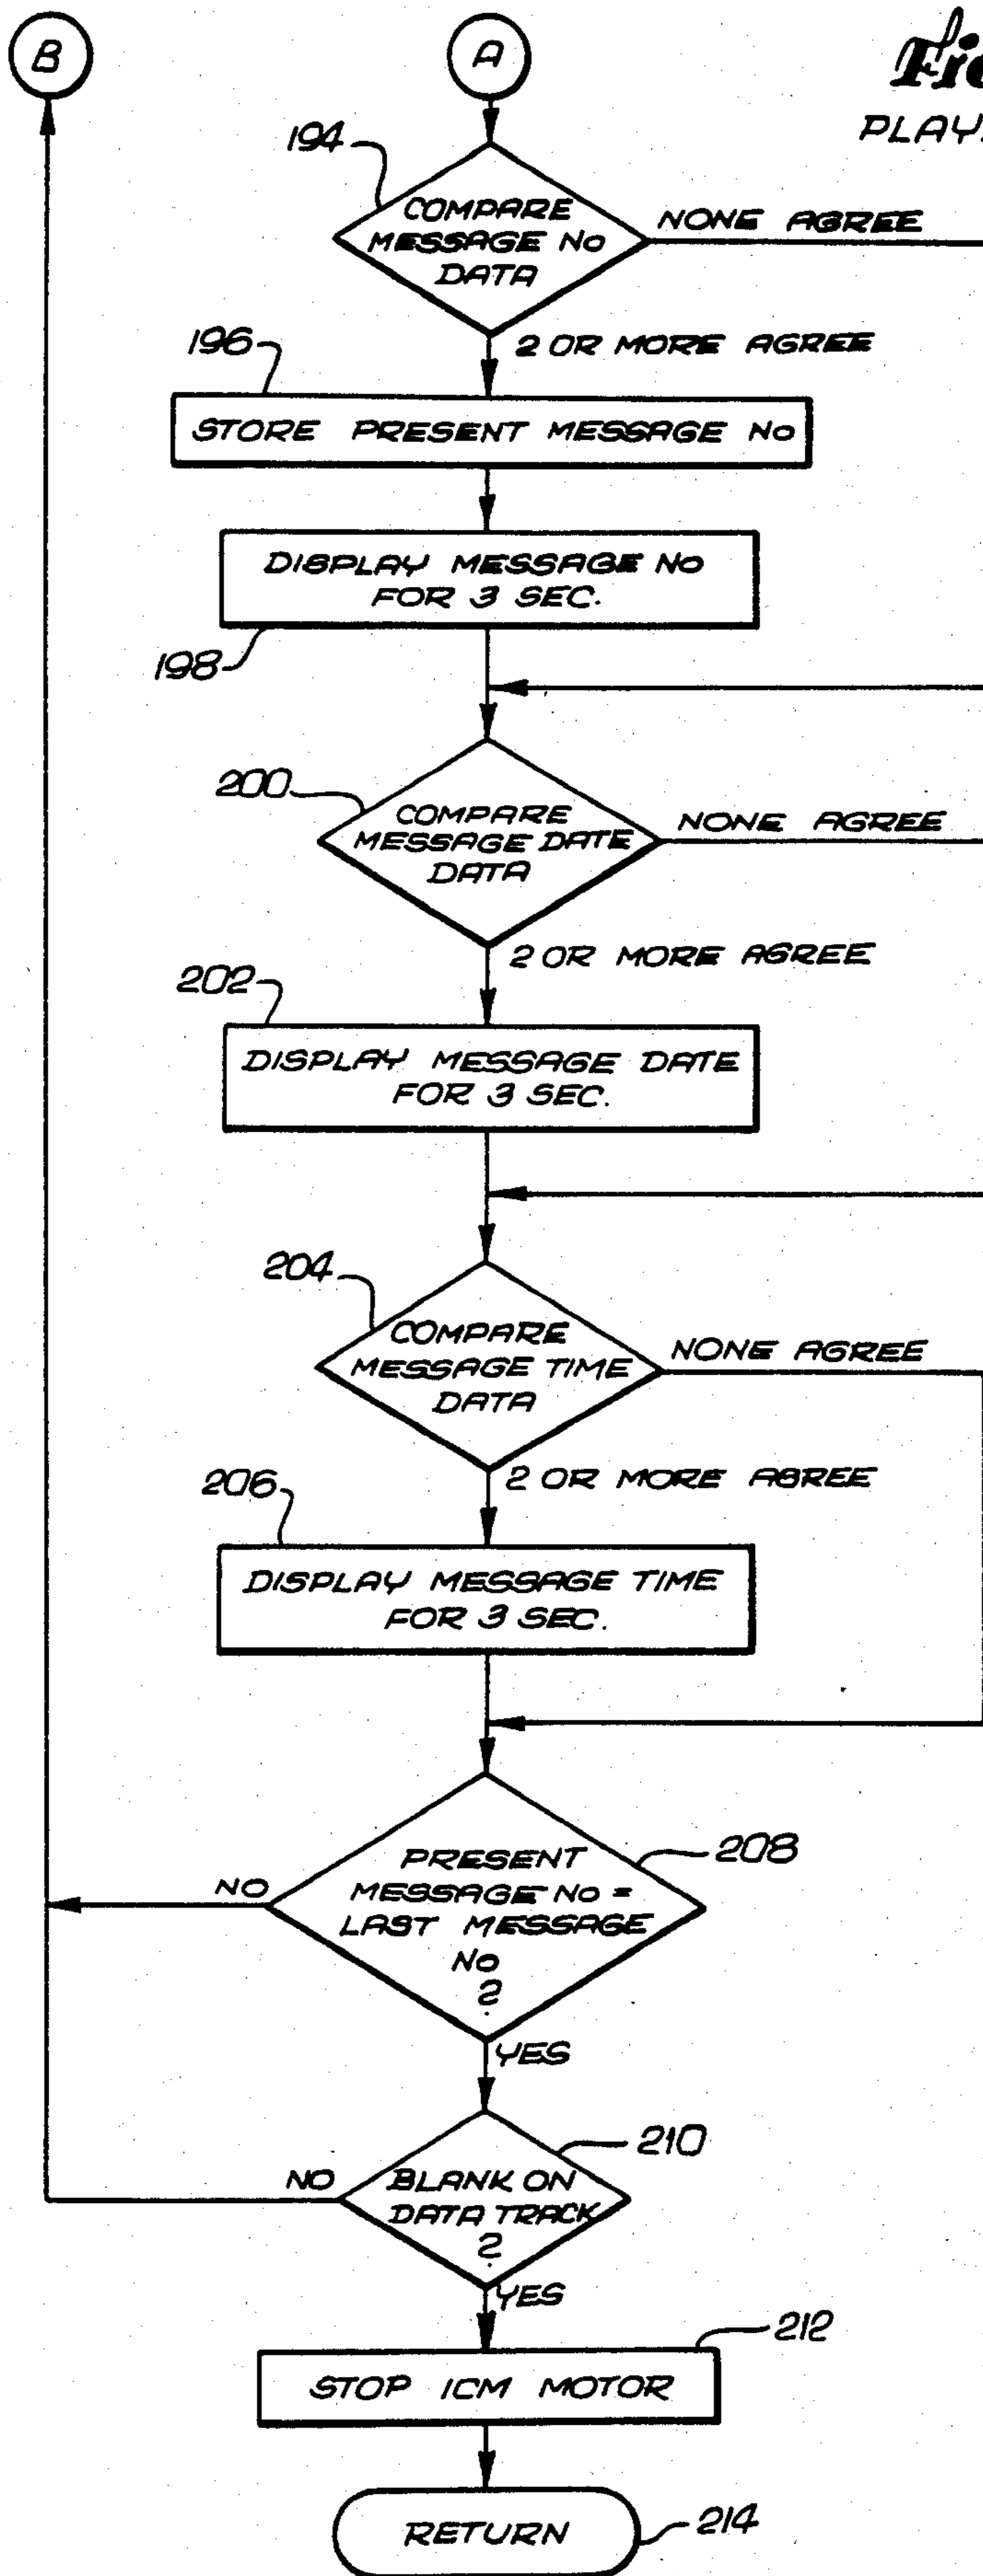 B
A
194
COMPARE
MESSAGE No
DATA
NONE AGREE
2 OR MORE AGREE
196
STORE PRESENT MESSAGE No
DISPLAY MESSAGE No
FOR 3 SEC.
198
200
COMPARE
MESSAGE DATE
DATA
NONE AGREE
2 OR MORE AGREE
202
DISPLAY MESSAGE DATE
FOR 3 SEC.
204
COMPARE
MESSAGE TIME
DATA
NONE AGREE
2 OR MORE AGREE
206
DISPLAY MESSAGE TIME
FOR 3 SEC.
208
PRESENT
MESSAGE No =
LAST MESSAGE
No
?
NO
YES
210
BLANK ON
DATA TRACK
?
NO
YES
212
STOP ICM MOTOR
RETURN
214